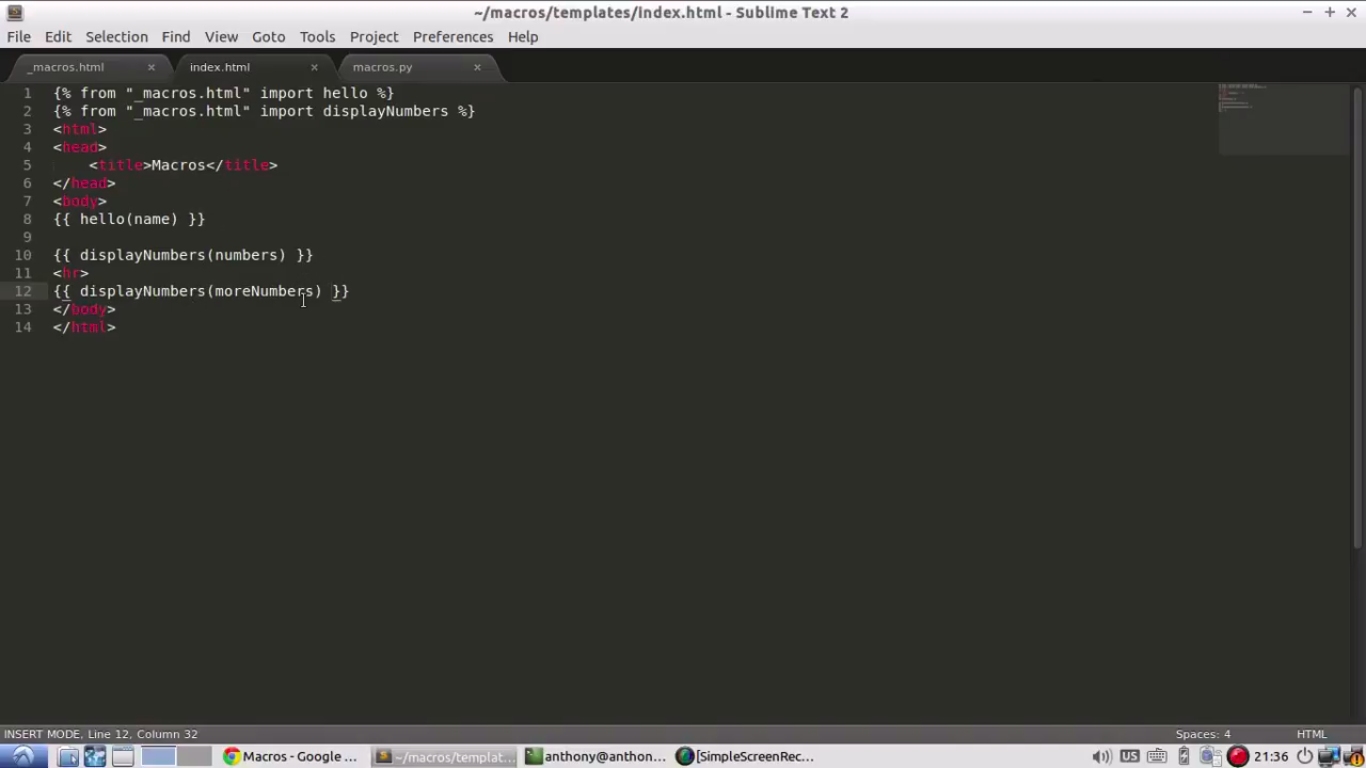 ~/macros/templates/index.html - Sublime Text 2
File Edit Selection Find View Goto Tools Project Preferences Help
_macros.html × index.html × macros.py ×
1 {% from "_macros.html" import hello %}
2 {% from "_macros.html" import displayNumbers %}
3 <html>
4 <head>
5 <title>Macros</title>
6 </head>
7 <body>
8 {{ hello(name) }}
9
10 {{ displayNumbers(numbers) }}
11 <hr>
12 {{ displayNumbers(moreNumbers) }}
13 </body>
14 </html>
INSERT MODE, Line 12, Column 32 Spaces: 4 HTML
Macros - Google ... ~/macros/templat... anthony@anthon... [SimpleScreenRec... US 21:36